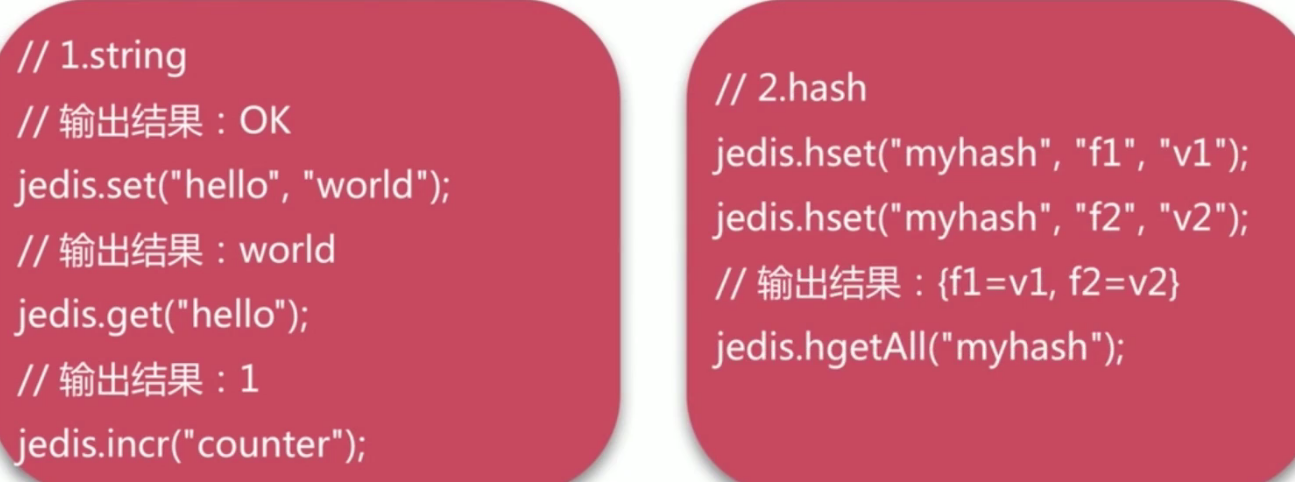 // 1.string
// 输出结果：OK
jedis.set("hello", "world");
// 输出结果：world
jedis.get("hello");
// 输出结果：1
jedis.incr("counter");
// 2.hash
jedis.hset("myhash", "f1", "v1");
jedis.hset("myhash", "f2", "v2");
// 输出结果：{f1=v1, f2=v2}
jedis.hgetAll("myhash");